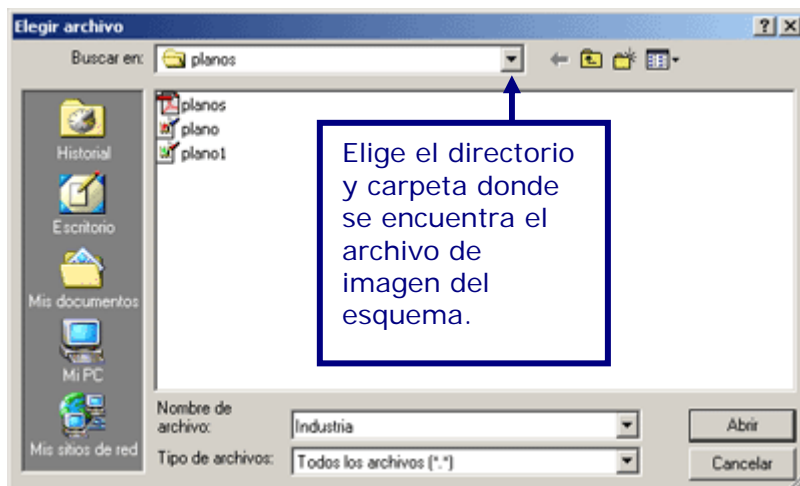 Elegir archivo
Buscar en:
planos
planos
plano
plano1
Historial
Escritorio
Mis documentos
Mi PC
Mis sitios de red
Elige el directorio
y carpeta donde
se encuentra el
archivo de
imagen del
esquema.
Nombre de
archivo:
Industria
Abrir
Tipo de archivos:
Todos los archivos (*.*)
Cancelar